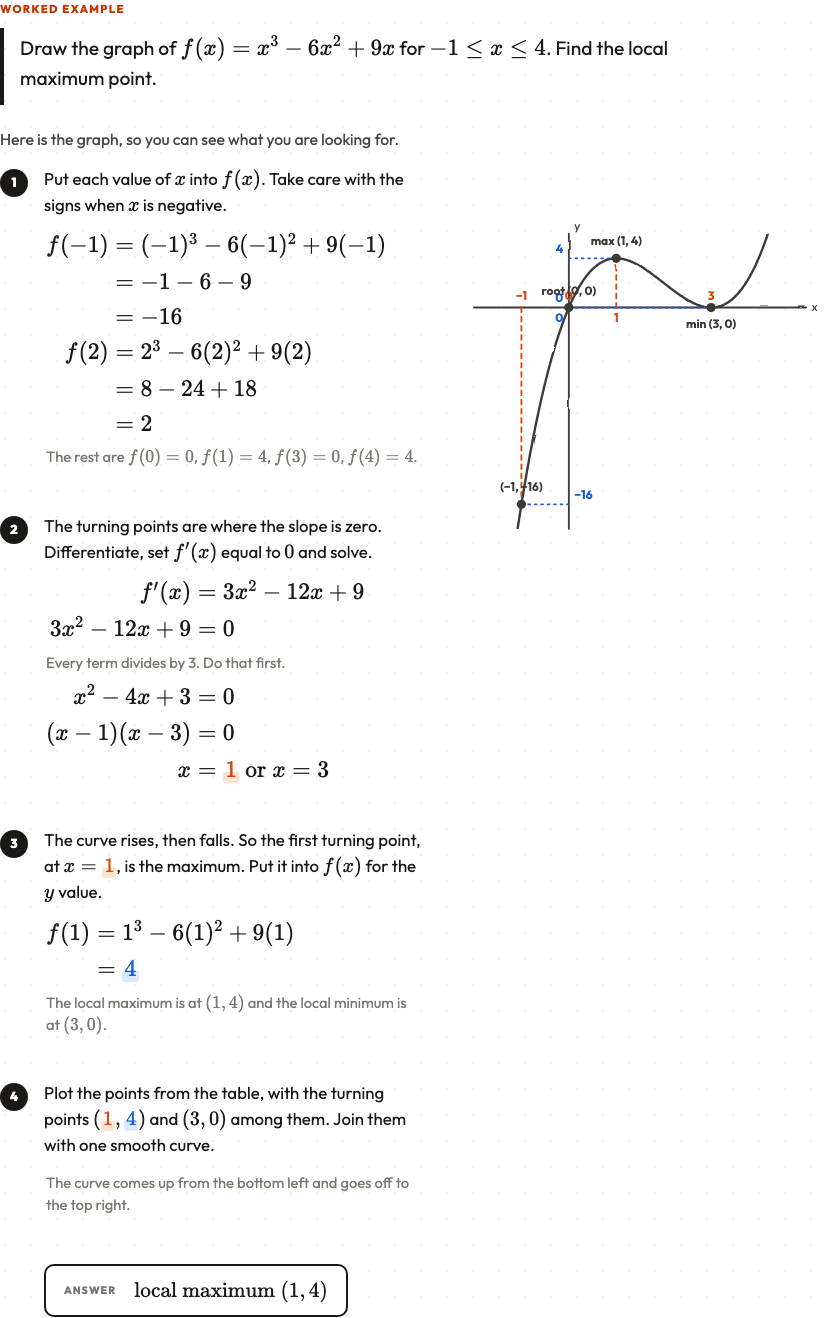 WORKED EXAMPLE
Draw the graph of f(x) = x³ − 6x² + 9x for −1 ≤ x ≤ 4. Find the local
maximum point.
Here is the graph, so you can see what you are looking for.
1 Put each value of x into f(x). Take care with the
signs when x is negative.
f(−1) = (−1)³ − 6(−1)² + 9(−1)
= −1 − 6 − 9
= −16
f(2) = 2³ − 6(2)² + 9(2)
= 8 − 24 + 18
= 2
The rest are f(0) = 0, f(1) = 4, f(3) = 0, f(4) = 4.
y
4
max (1, 4)
−1
root (0, 0)
0
0
3
x
0
1
min (3, 0)
(−1, −16)
−16
2 The turning points are where the slope is zero.
Differentiate, set f′(x) equal to 0 and solve.
f′(x) = 3x² − 12x + 9
3x² − 12x + 9 = 0
Every term divides by 3. Do that first.
x² − 4x + 3 = 0
(x − 1)(x − 3) = 0
x = 1 or x = 3
3 The curve rises, then falls. So the first turning point,
at x = 1, is the maximum. Put it into f(x) for the
y value.
f(1) = 1³ − 6(1)² + 9(1)
= 4
The local maximum is at (1, 4) and the local minimum is
at (3, 0).
4 Plot the points from the table, with the turning
points (1, 4) and (3, 0) among them. Join them
with one smooth curve.
The curve comes up from the bottom left and goes off to
the top right.
ANSWER local maximum (1, 4)